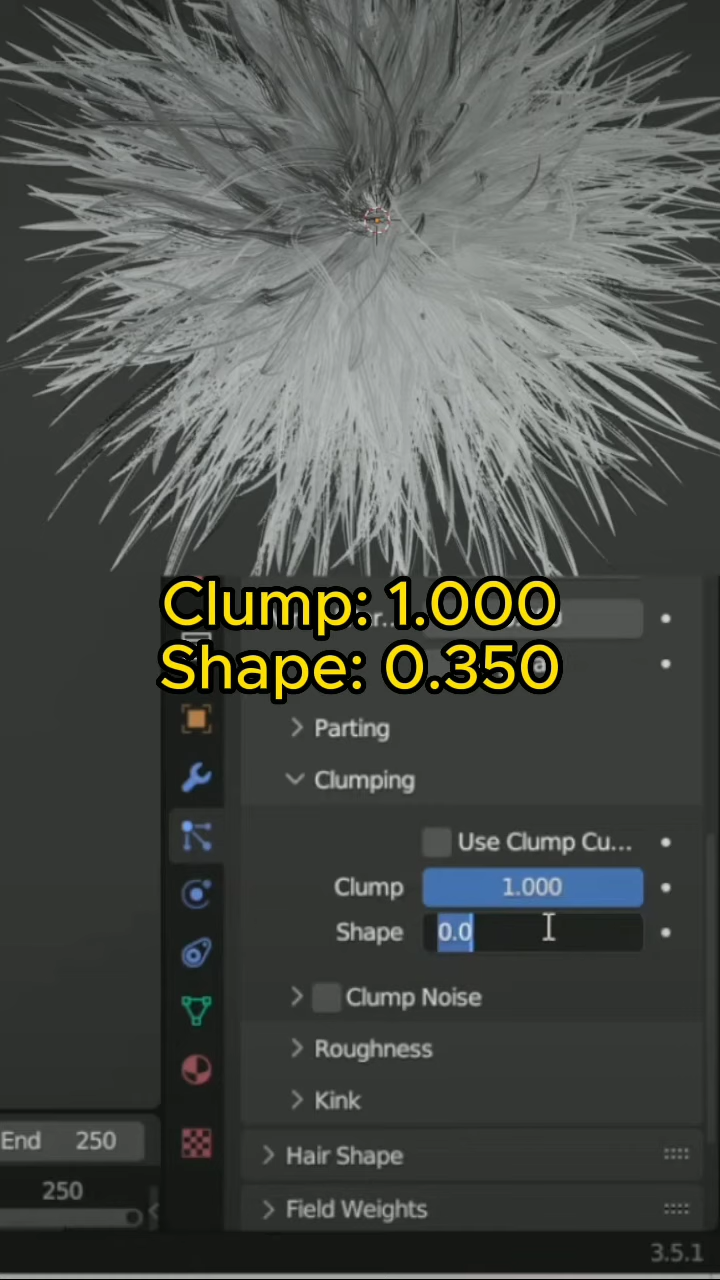 Clump: 1.000
Shape: 0.350
Parting
Clumping
Use Clump Cu...
Clump 1.000
Shape 0.0
Clump Noise
Roughness
Kink
End 250
Hair Shape
250
Field Weights
3.5.1